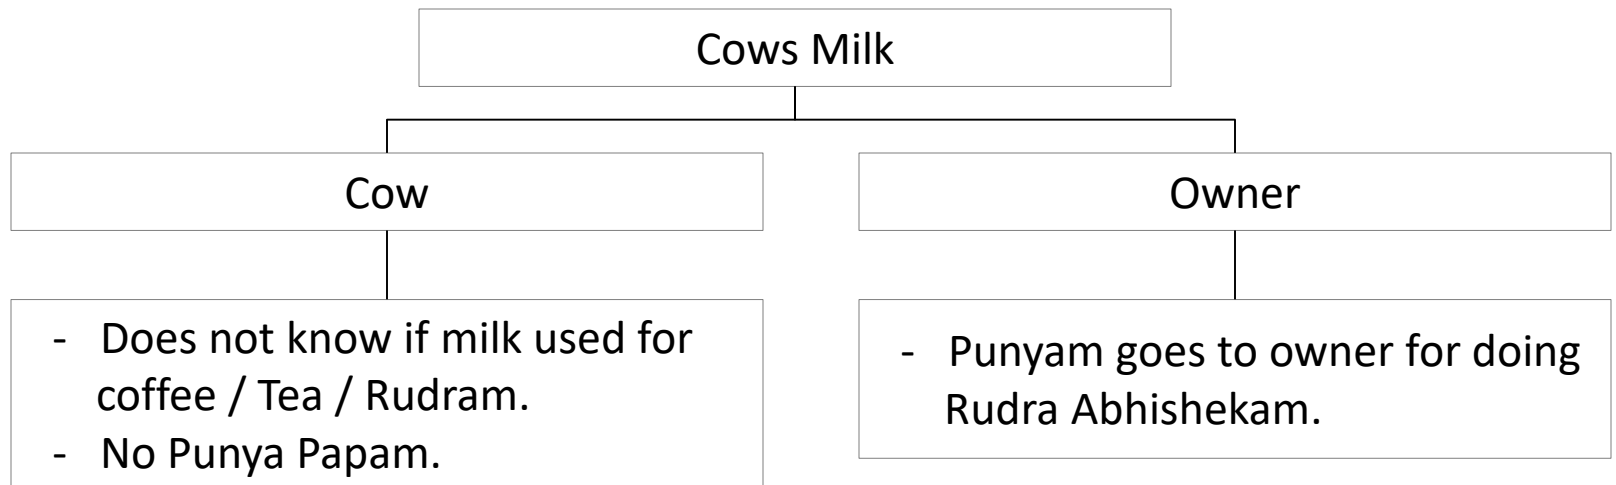 Cows Milk
Cow
Owner
- Does not know if milk used for
coffee / Tea / Rudram.
- No Punya Papam.
- Punyam goes to owner for doing
Rudra Abhishekam.